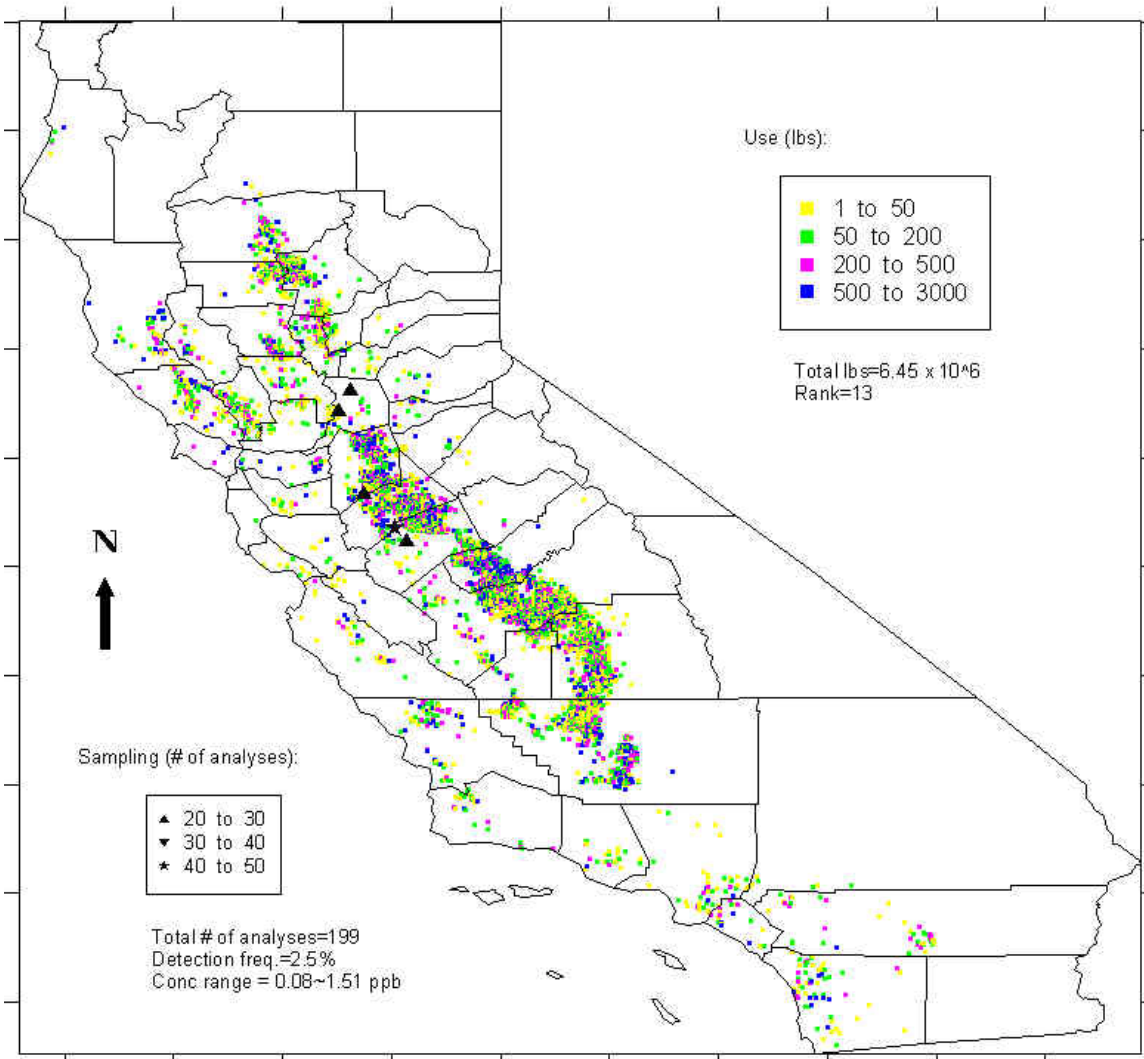 Use (lbs):
1 to 50
50 to 200
200 to 500
500 to 3000
Total lbs=6.45 x 10^6
Rank=13
N
Sampling (# of analyses):
20 to 30
30 to 40
40 to 50
Total # of analyses=199
Detection freq.=2.5%
Conc range = 0.08~1.51 ppb